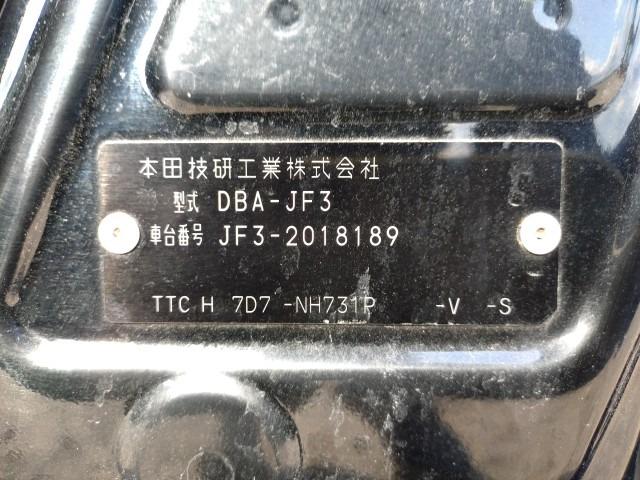 本田技研工業株式会社
型式 DBA-JF3
車台番号 JF3-2018189
TTC H 7D7 -NH731P -V -S